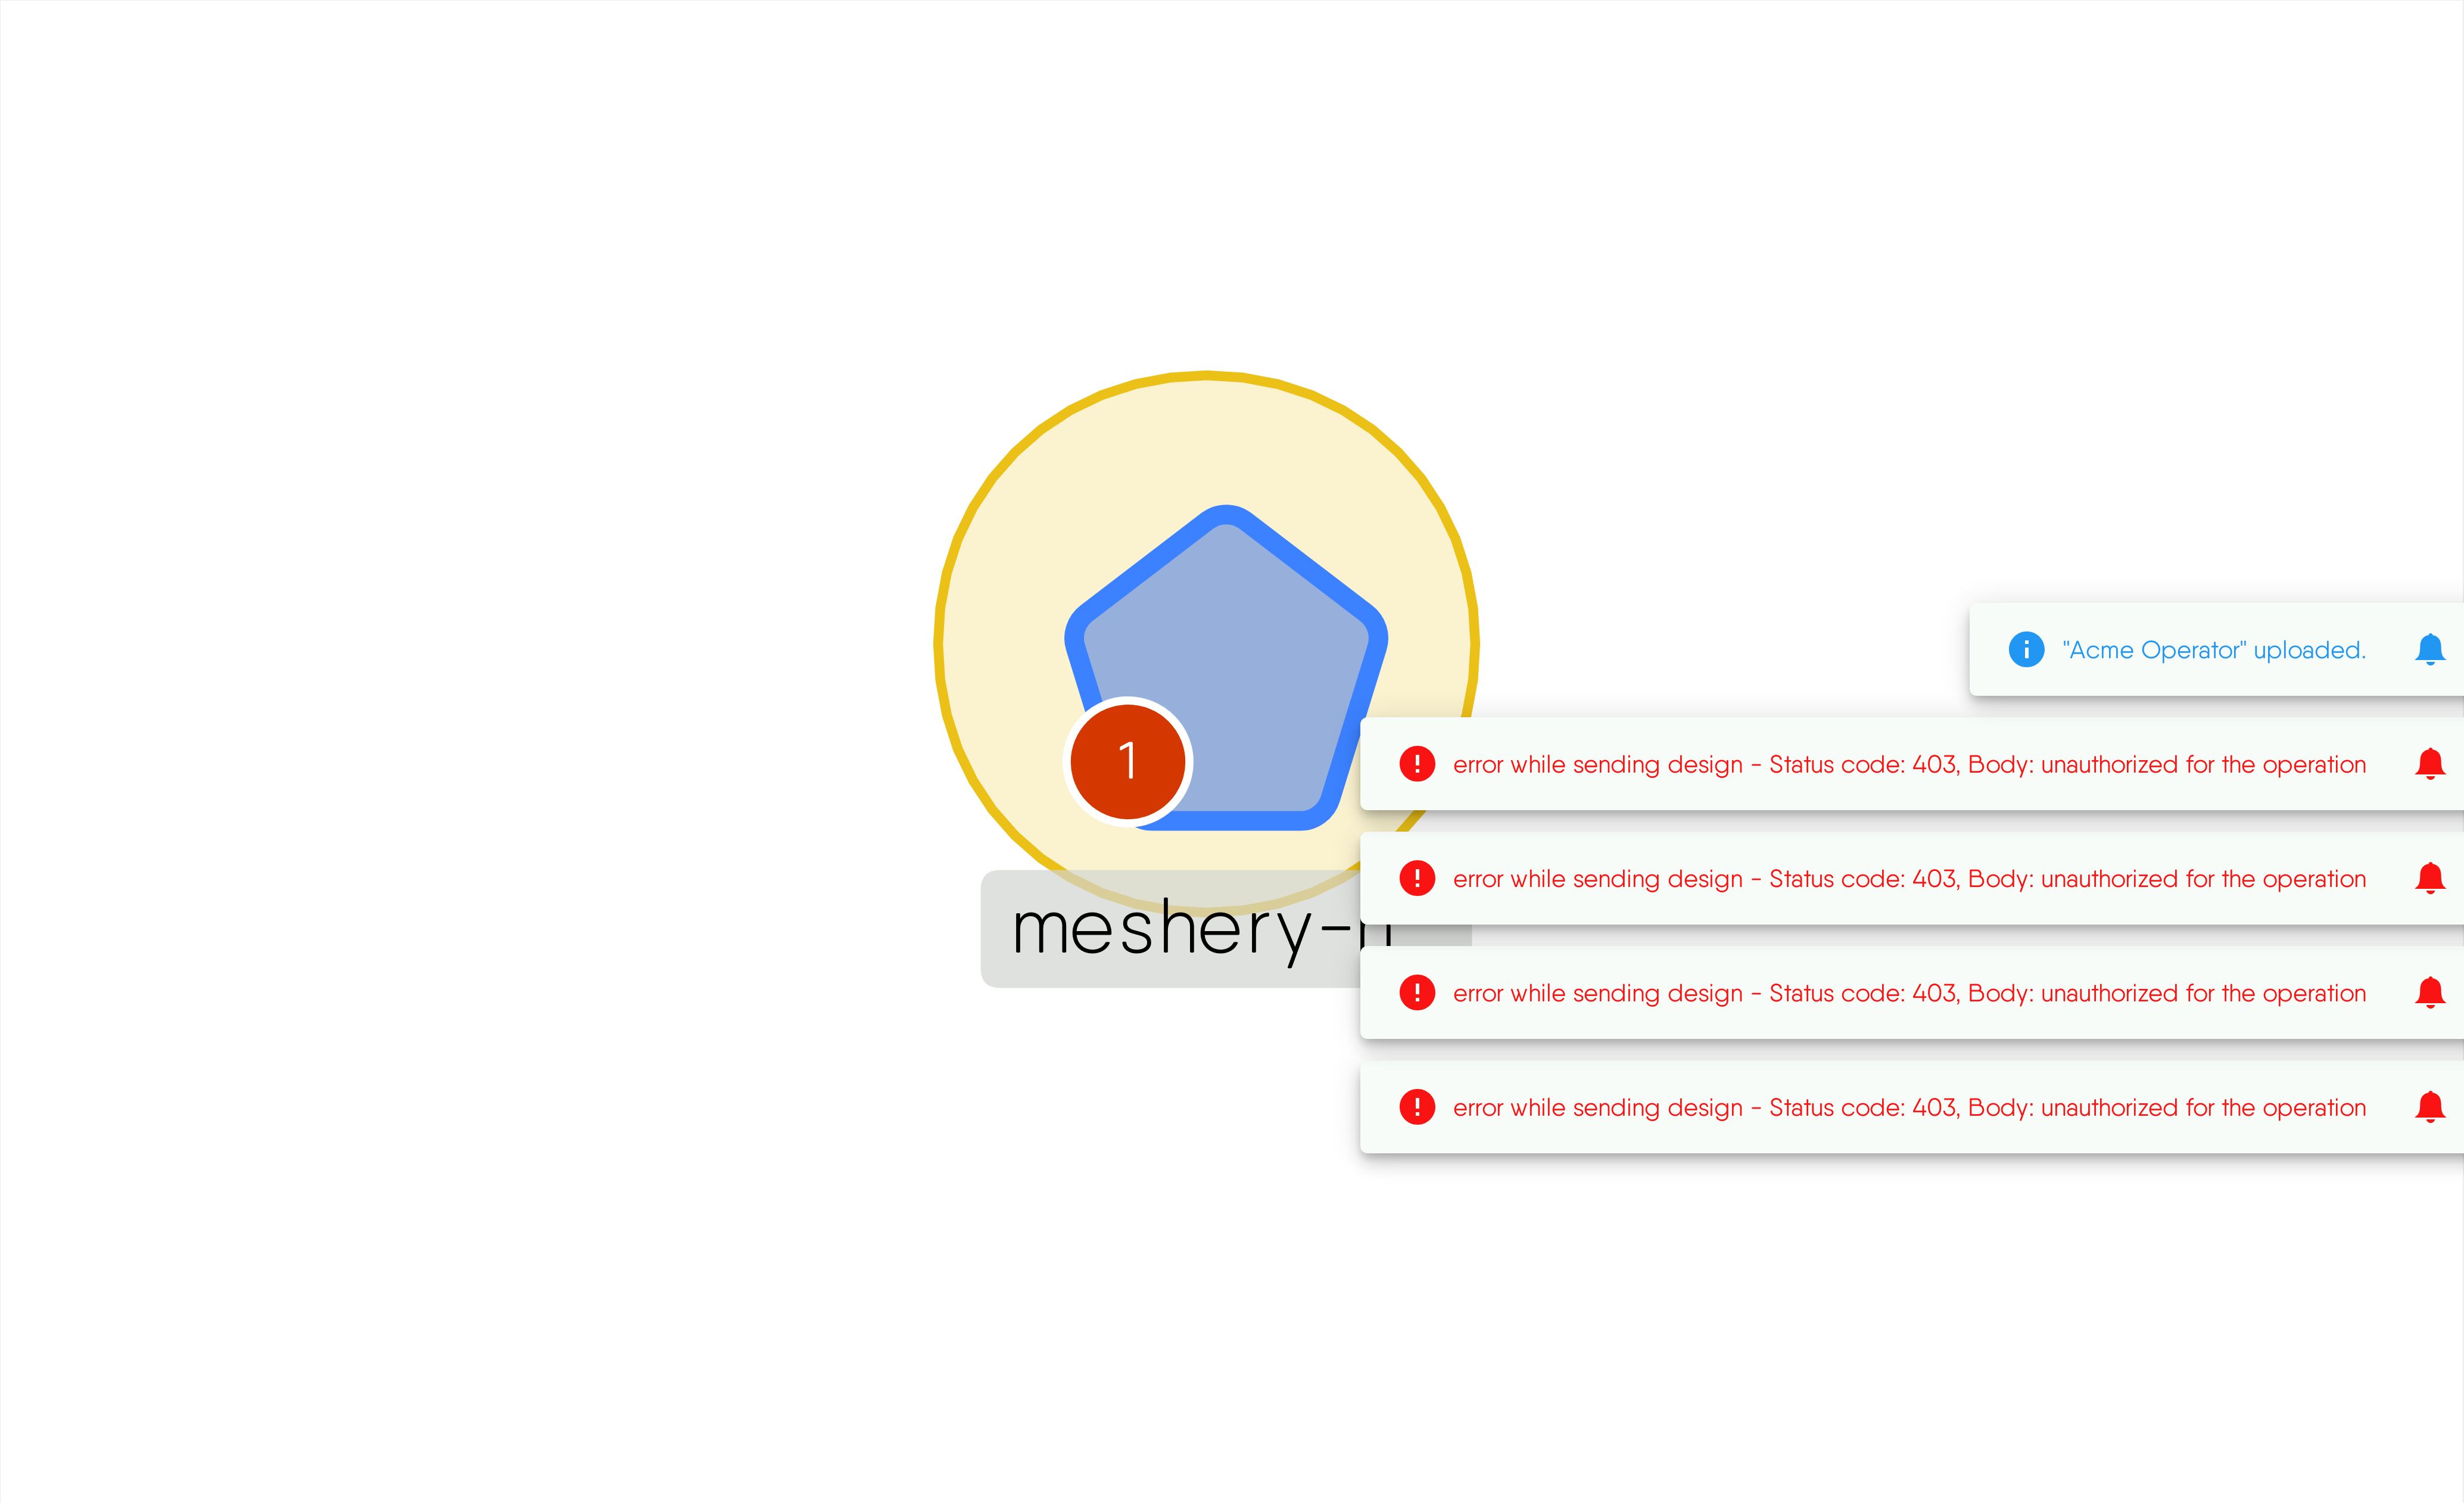 "Acme Operator" uploaded.
1
error while sending design - Status code: 403, Body: unauthorized for the operation
error while sending design - Status code: 403, Body: unauthorized for the operation
meshery-
error while sending design - Status code: 403, Body: unauthorized for the operation
error while sending design - Status code: 403, Body: unauthorized for the operation